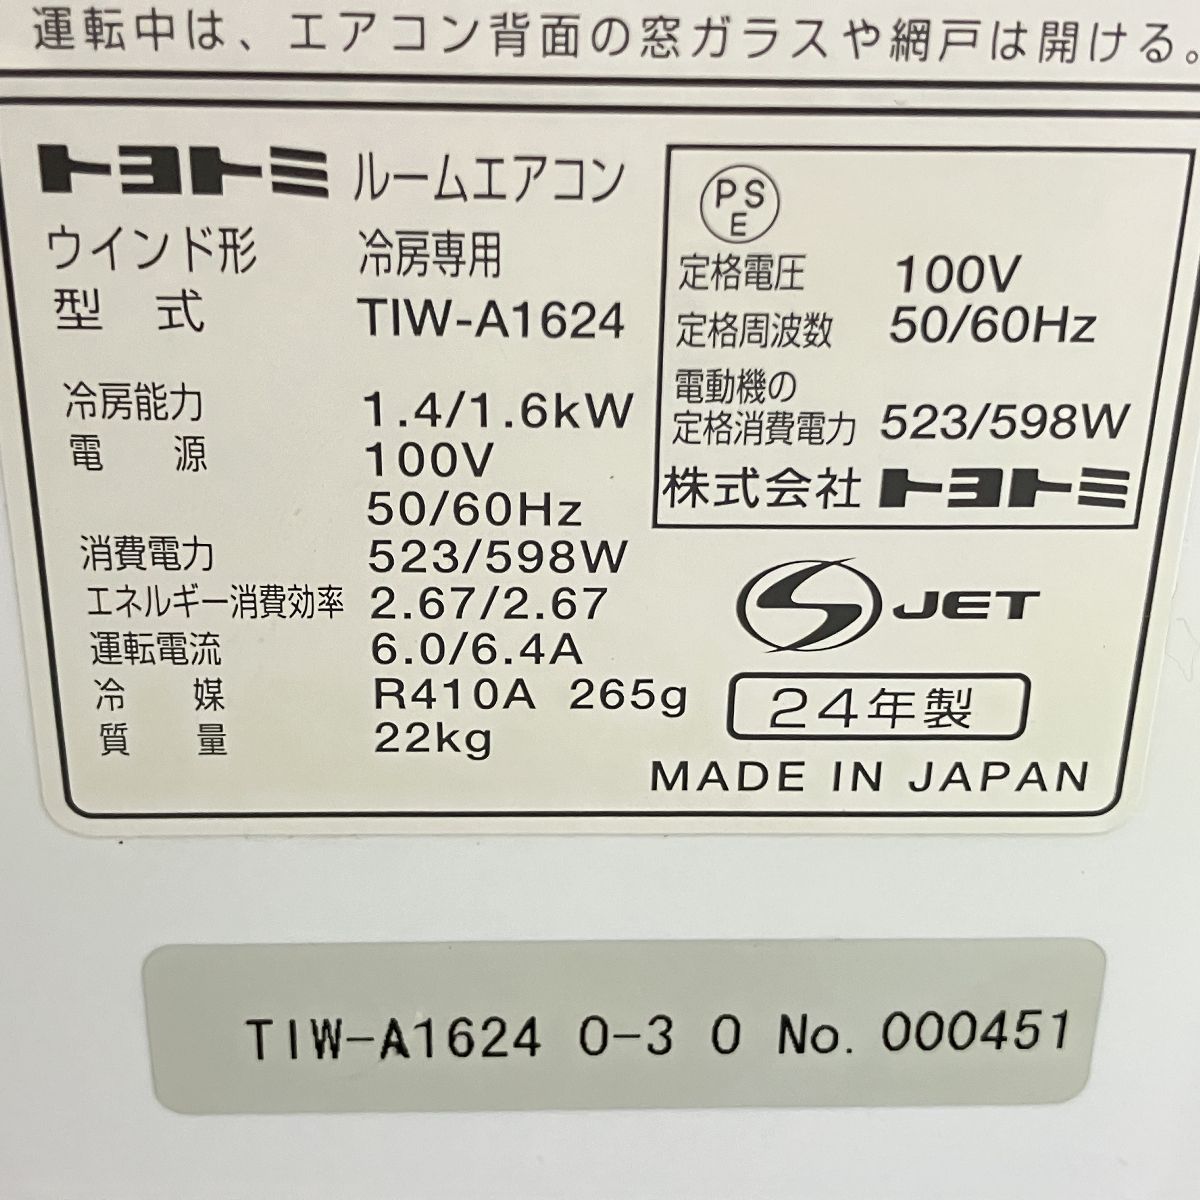 運転中は、エアコン背面の窓ガラスや網戸は開ける。
トヨトミ ルームエアコン
ウインド形 冷房専用
型式 TIW-A1624
冷房能力 1.4/1.6kW
電源 100V
50/60Hz
消費電力 523/598W
エネルギー消費効率 2.67/2.67
運転電流 6.0/6.4A
冷媒 R410A 265g
質量 22kg
PS
E
定格電圧 100V
定格周波数 50/60Hz
電動機の
定格消費電力 523/598W
株式会社 トヨトミ
S JET
24年製
MADE IN JAPAN
TIW-A1624 0-3 0 No. 000451